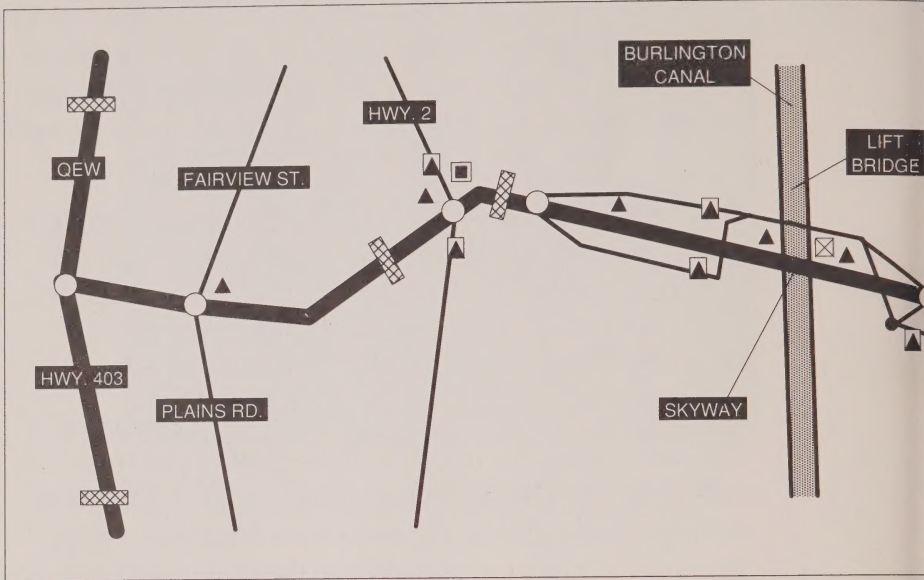 BURLINGTON
CANAL
HWY. 2
LIFT
BRIDGE
QEW
FAIRVIEW ST.
HWY. 403
PLAINS RD.
SKYWAY